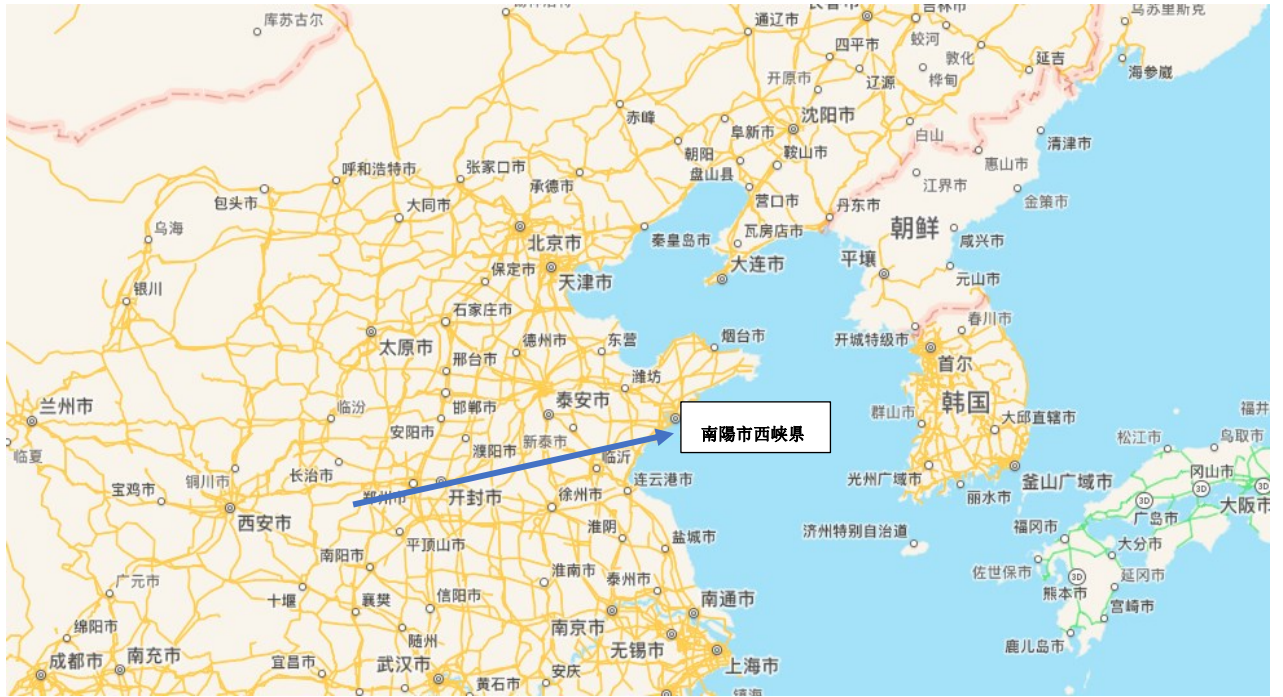 库苏古尔
通辽市
吉林市
乌苏里斯克
四平市
蛟河
敦化
延吉
海参崴
开原市
辽源
桦甸
赤峰
沈阳市
阜新市
白山
清津市
朝阳
鞍山市
惠山市
呼和浩特市
张家口市
承德市
盘山县
江界市
金策市
包头市
大同市
营口市
丹东市
朝鲜
乌海
北京市
秦皇岛市
瓦房店市
咸兴市
保定市
天津市
大连市
平壤
元山市
银川
石家庄市
太原市
德州市
东营
烟台市
开城特级市
春川市
邢台市
首尔
兰州市
临汾
邯郸市
泰安市
潍坊
群山市
韩国
大邱直辖市
福井
安阳市
新泰市
南陽市西峡県
松江市
鸟取市
临夏
濮阳市
长治市
临沂
光州广域市
釜山广域市
冈山市
宝鸡市
铜川市
郑州市
开封市
徐州市
连云港市
丽水市
3D
3D
3D
广岛市
大阪市
西安市
平顶山市
淮阴
盐城市
济州特别自治道
福冈市
大分市
南阳市
佐世保市
3D
延冈市
广元市
十堰
襄樊
信阳市
淮南市
泰州市
南通市
熊本市
宫崎市
绵阳市
随州
南京市
无锡市
鹿儿岛市
成都市
南充市
宜昌市
武汉市
安庆
上海市
黄石市
镇海